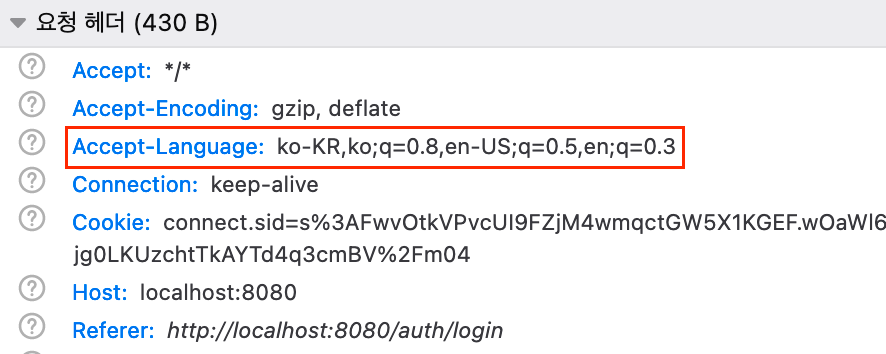 요청 헤더 (430 B)
Accept: */*
Accept-Encoding: gzip, deflate
Accept-Language: ko-KR,ko;q=0.8,en-US;q=0.5,en;q=0.3
Connection: keep-alive
Cookie: connect.sid=s%3AFwvOtkVPvcUI9FZjM4wmqctGW5X1KGEF.wOaWl6
jg0LKUzchtTkAYTd4q3cmBV%2Fm04
Host: localhost:8080
Referer: http://localhost:8080/auth/login